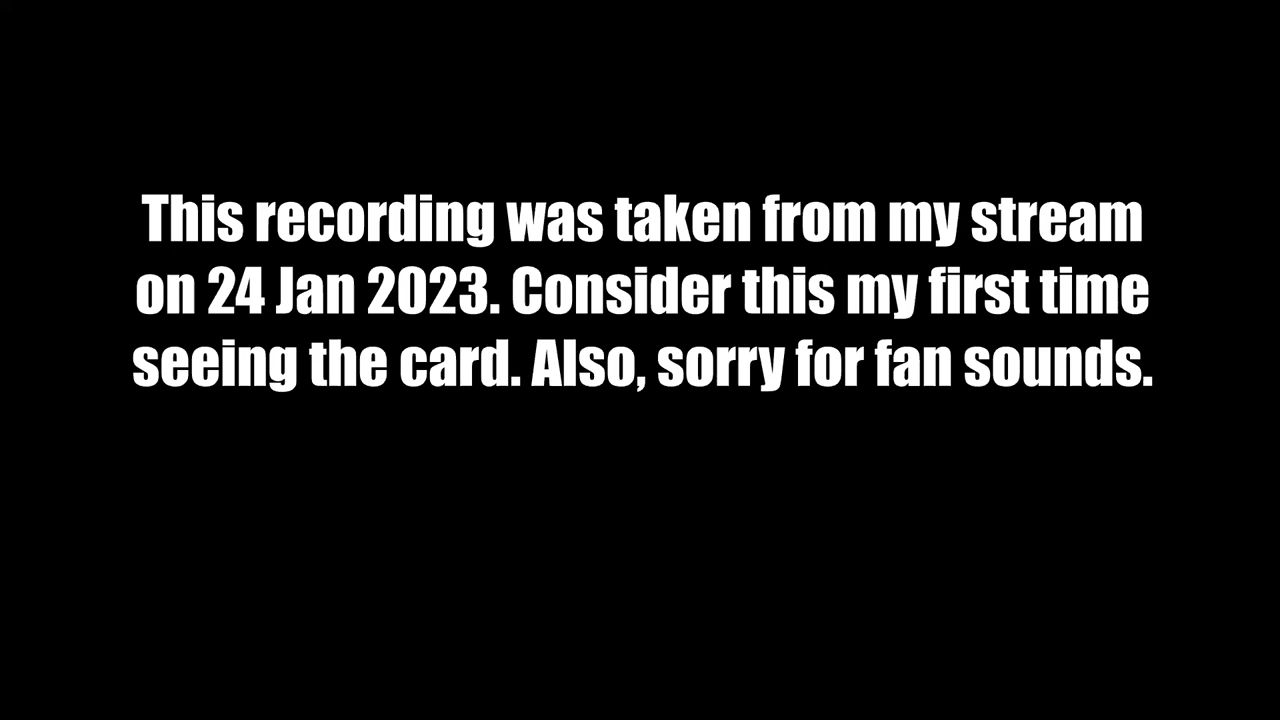 This recording was taken from my stream
on 24 Jan 2023. Consider this my first time
seeing the card. Also, sorry for fan sounds.